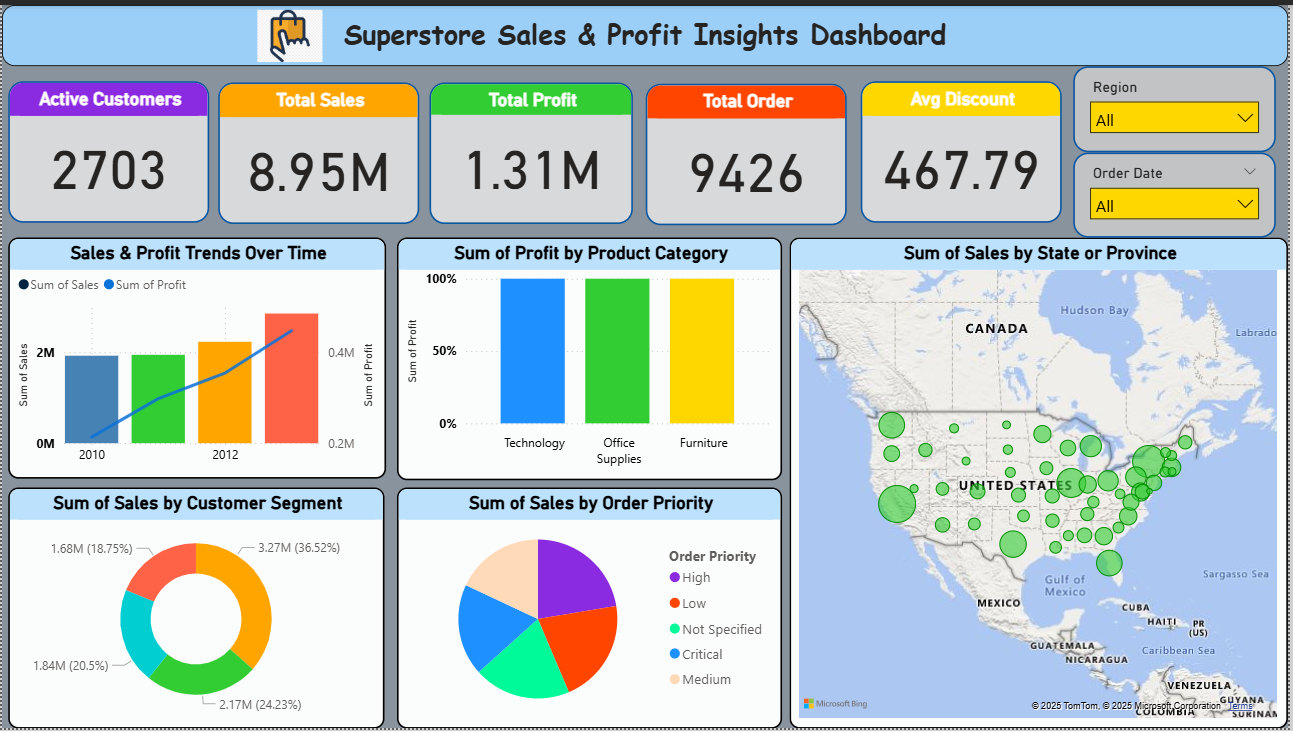 Superstore Sales & Profit Insights Dashboard
Active Customers
2703
Total Sales
8.95M
Total Profit
1.31M
Total Order
9426
Avg Discount
467.79
Region
All
Order Date
All
Sales & Profit Trends Over Time
Sum of Sales
Sum of Profit
Sum of Sales
2M
0M
2010
2012
0.4M
0.2M
Sum of Profit
Sum of Profit by Product Category
Sum of Profit
100%
50%
0%
Technology
Office
Supplies
Furniture
Sum of Sales by State or Province
CANADA
Hudson Bay
Labrado
UNITED STATES
Gulf of
Mexico
MEXICO
Sargasso Sea
CUBA
HAITI
PR
(US)
GUATEMALA
NICARAGUA
Caribbean Sea
VENEZUELA
GUYANA
COLOMBIA
SURINAM
Microsoft Bing
© 2025 TomTom, © 2025 Microsoft Corporation Terms
Sum of Sales by Customer Segment
1.68M (18.75%)
3.27M (36.52%)
1.84M (20.5%)
2.17M (24.23%)
Sum of Sales by Order Priority
Order Priority
High
Low
Not Specified
Critical
Medium